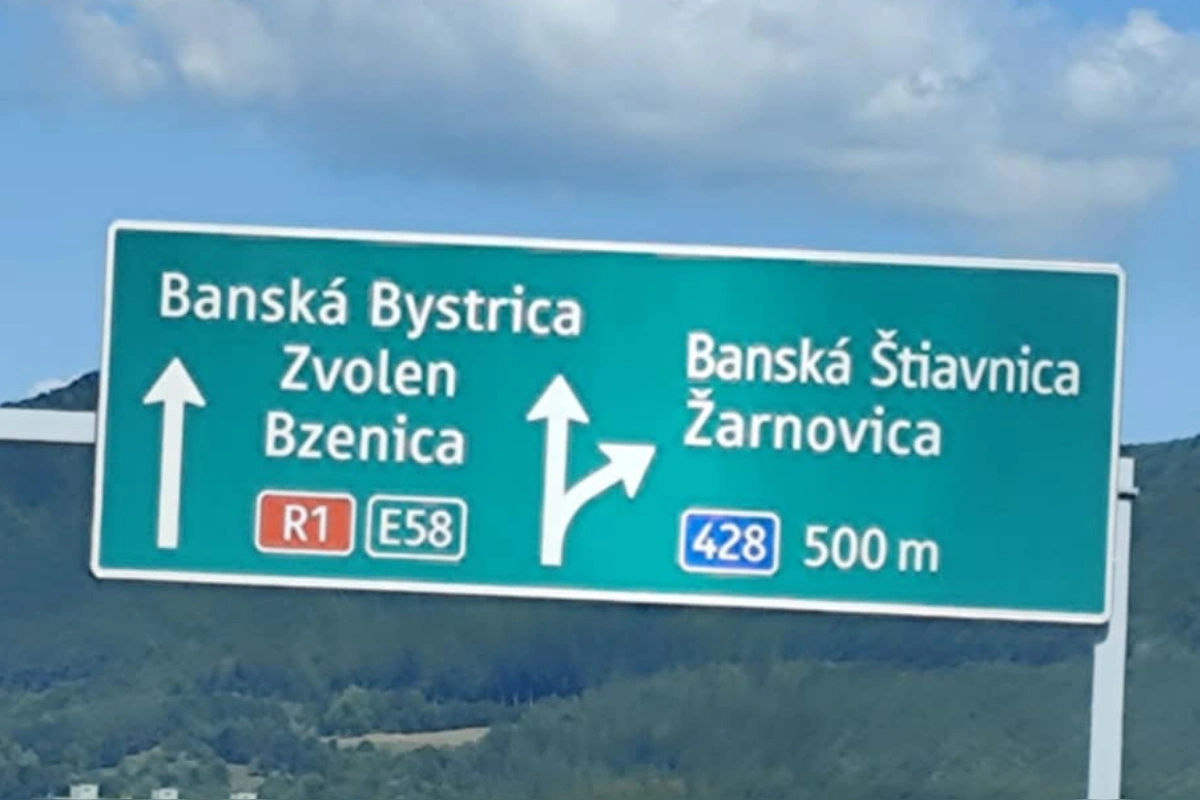 Banská Bystrica
Zvolen
Bzenica
R1 E58
Banská Štiavnica
Žarnovica
428 500 m